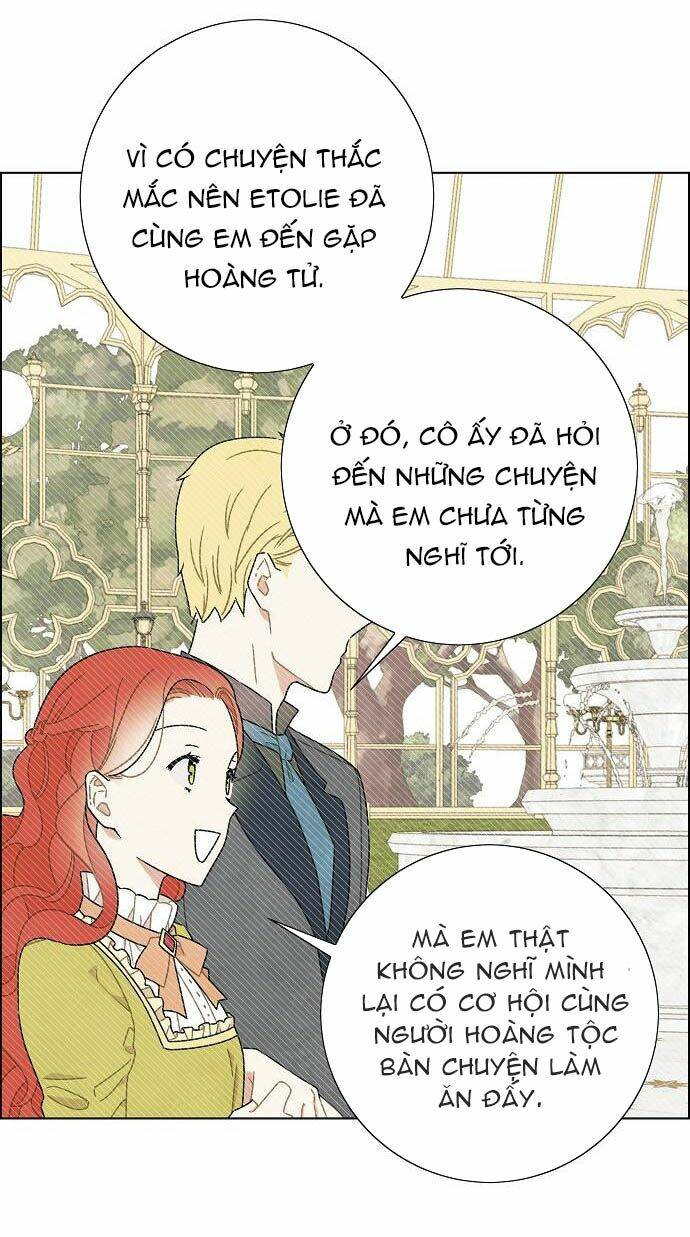 VÌ CÓ CHUYỆN THẮC
MẮC NÊN ETOLIE ĐÃ
CÙNG EM ĐẾN GẶP
HOÀNG TỬ.
Ở ĐÓ, CÔ ẤY ĐÃ HỎI
ĐẾN NHỮNG CHUYỆN
MÀ EM CHƯA TỪNG
NGHĨ TỚI.
MÀ EM THẬT
KHÔNG NGHĨ MÌNH
LẠI CÓ CƠ HỘI CÙNG
NGƯỜI HOÀNG TỘC
BÀN CHUYỆN LÀM
ĂN ĐẤY.